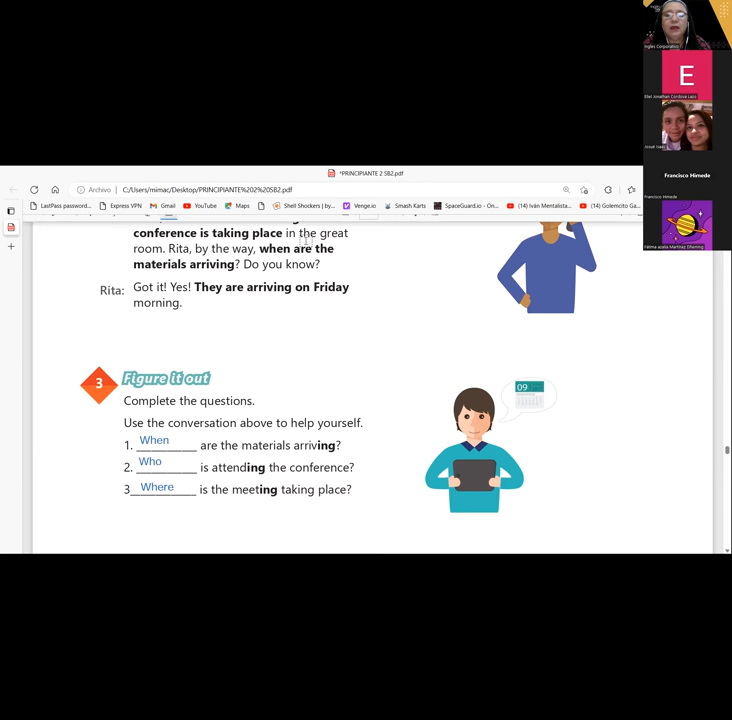 *PRINCIPIANTE 2 SB2.pdf
Archivo C:/Users/mimac/Desktop/PRINCIPIANTE%202%20SB2.pdf
LastPass password... Express VPN Gmail YouTube Maps Shell Shockers | by... Venge.io Smash Karts SpaceGuard.io - On... (14) Iván Mentalista... (14) Golemcito Ga...
conference is taking place in the great
room. Rita, by the way, when are the
materials arriving? Do you know?
Rita: Got it! Yes! They are arriving on Friday
morning.
3 Figure it out
09
Complete the questions.
Use the conversation above to help yourself.
1. When are the materials arriving?
2. Who is attending the conference?
3 Where is the meeting taking place?
Ingles Corporativo
E
Eliel Jonathan Cordova Lazo
Francisco Himede
Francisco Himede